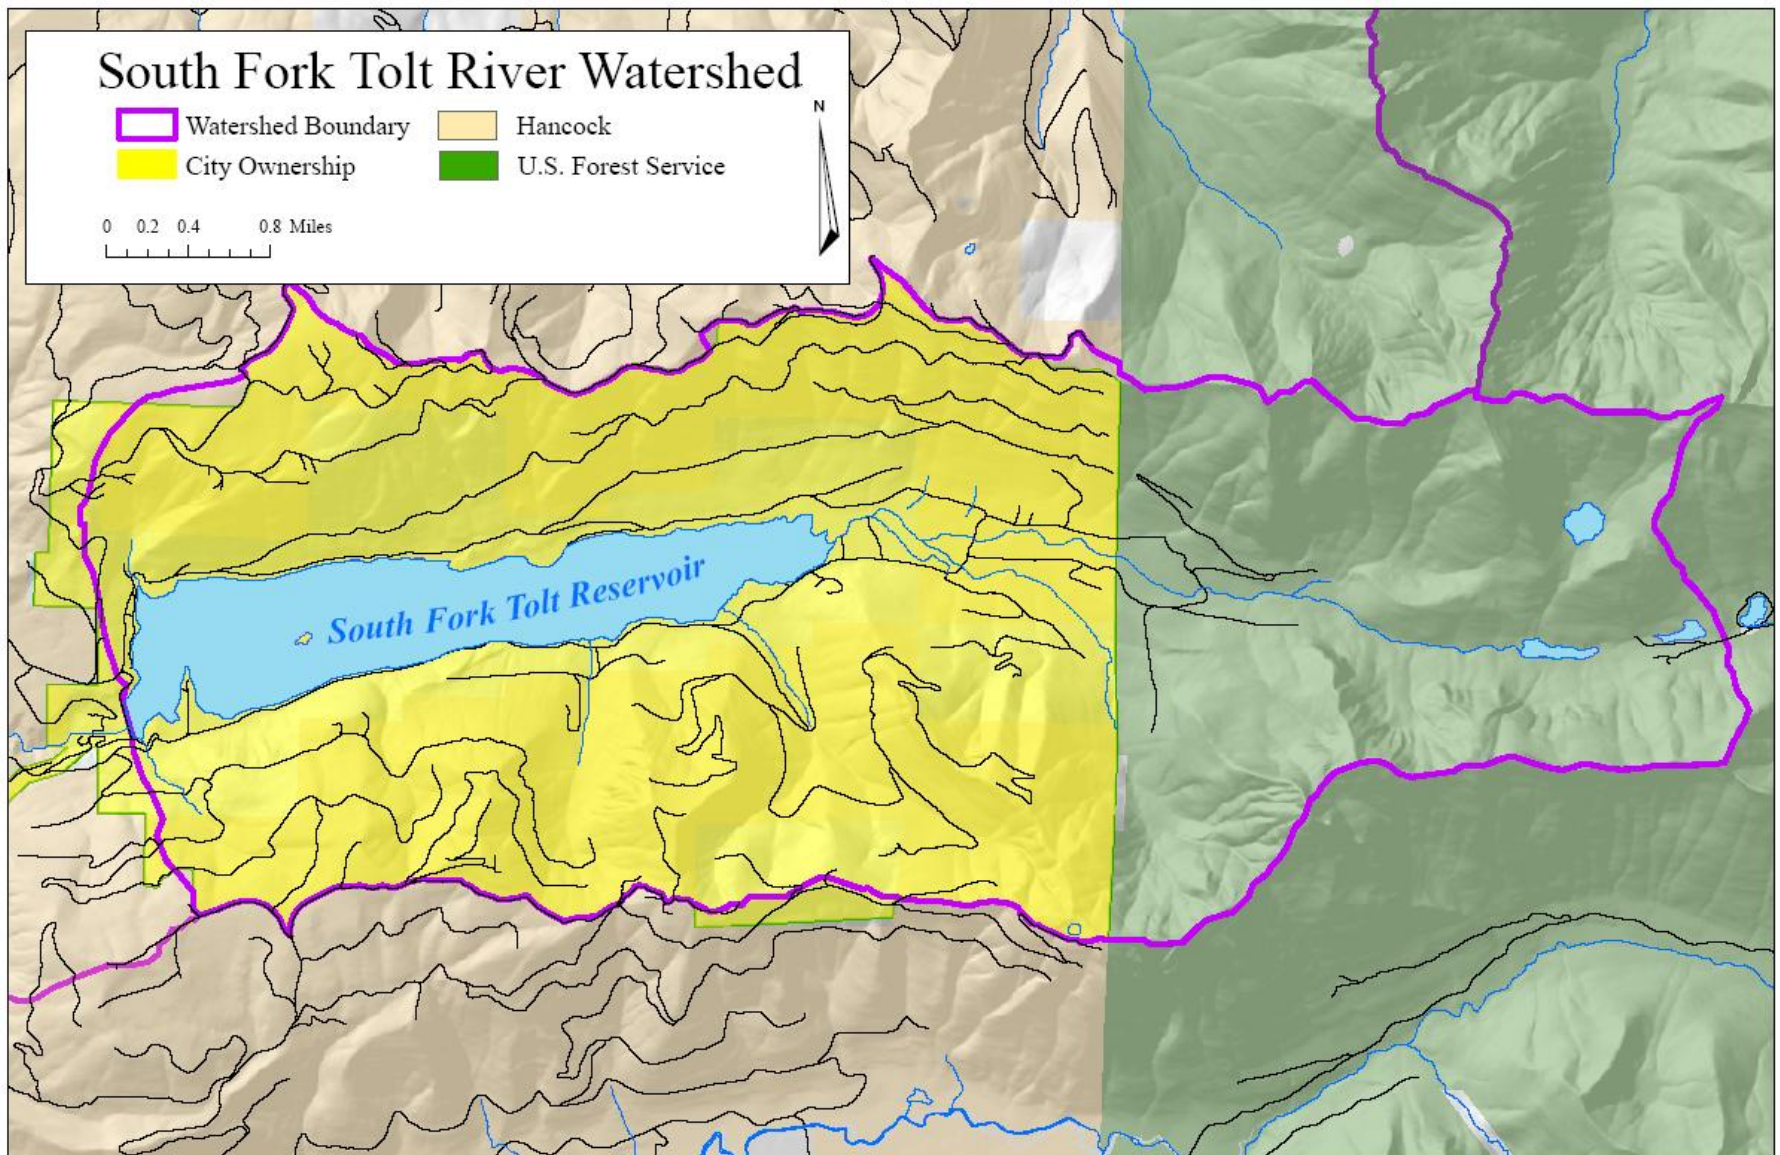 South Fork Tolt River Watershed
Watershed Boundary
Hancock
City Ownership
U.S. Forest Service
N
0 0.2 0.4 0.8 Miles
South Fork Tolt Reservoir